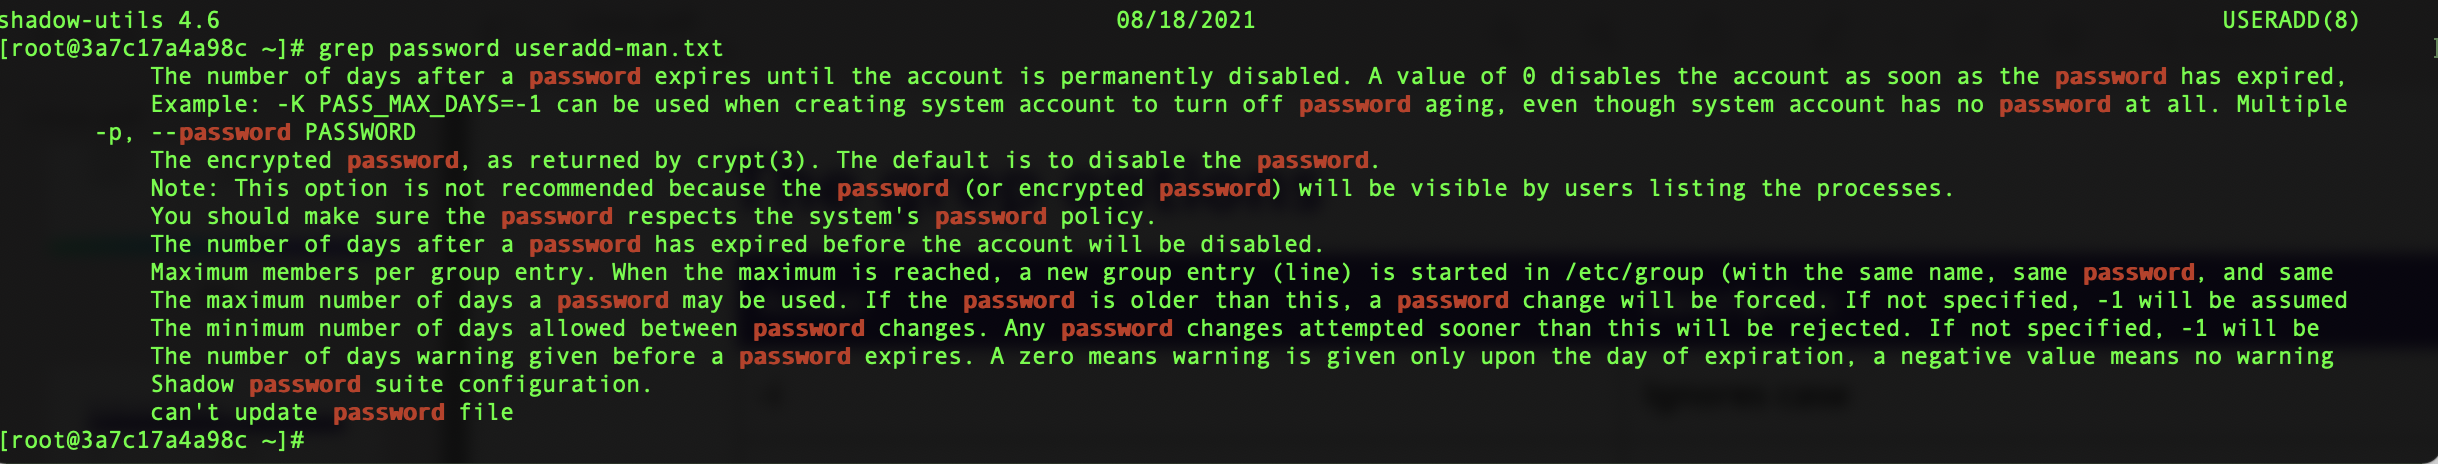 shadow-utils 4.6 08/18/2021 USERADD(8)
[root@3a7c17a4a98c ~]# grep password useradd-man.txt
The number of days after a password expires until the account is permanently disabled. A value of 0 disables the account as soon as the password has expired,
Example: -K PASS_MAX_DAYS=-1 can be used when creating system account to turn off password aging, even though system account has no password at all. Multiple
-p, --password PASSWORD
The encrypted password, as returned by crypt(3). The default is to disable the password.
Note: This option is not recommended because the password (or encrypted password) will be visible by users listing the processes.
You should make sure the password respects the system's password policy.
The number of days after a password has expired before the account will be disabled.
Maximum members per group entry. When the maximum is reached, a new group entry (line) is started in /etc/group (with the same name, same password, and same
The maximum number of days a password may be used. If the password is older than this, a password change will be forced. If not specified, -1 will be assumed
The minimum number of days allowed between password changes. Any password changes attempted sooner than this will be rejected. If not specified, -1 will be
The number of days warning given before a password expires. A zero means warning is given only upon the day of expiration, a negative value means no warning
Shadow password suite configuration.
can't update password file
[root@3a7c17a4a98c ~]#